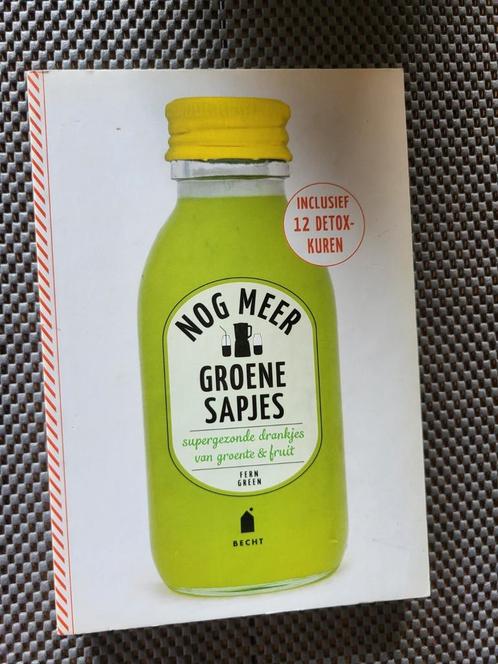 INCLUSIEF
12 DETOX-
KUREN
NOG MEER
GROENE
SAPJES
supergezonde drankjes
van groente & fruit
FERN
GREEN
BECHT